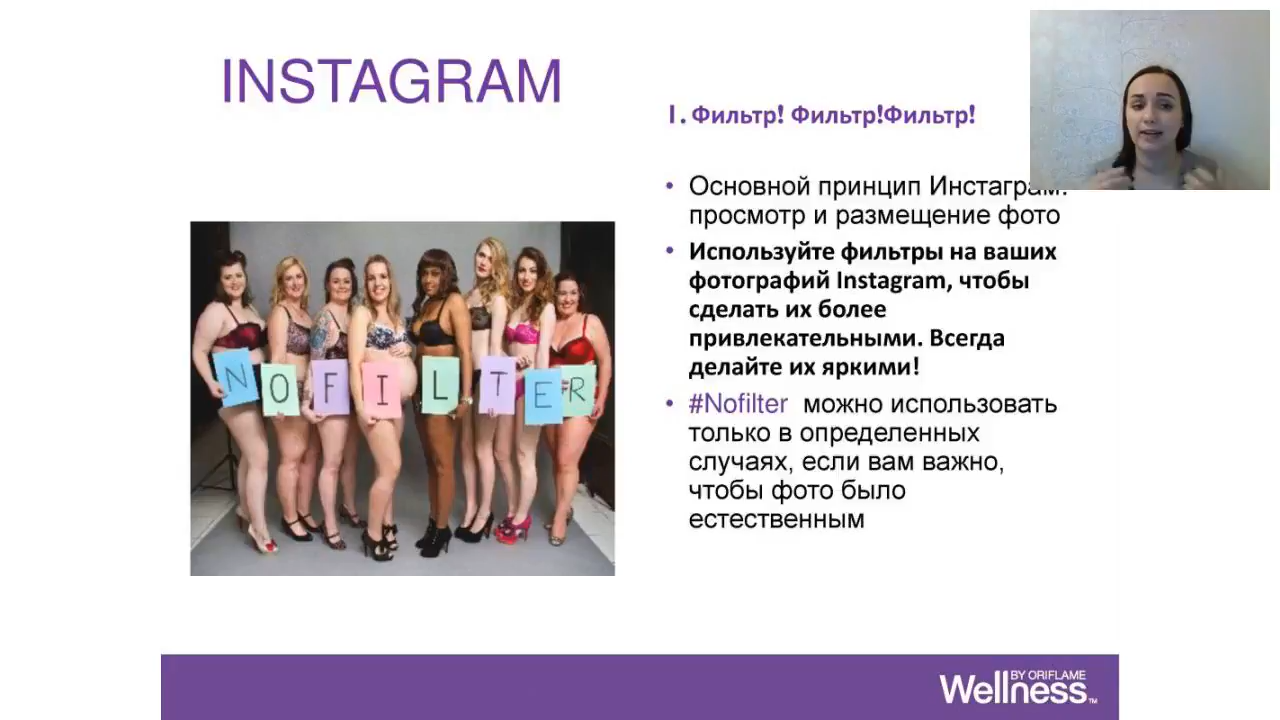 INSTAGRAM
1. Фильтр! Фильтр!Фильтр!
• Основной принцип Инстаграм:
просмотр и размещение фото
• Используйте фильтры на ваших
фотографий Instagram, чтобы
сделать их более
привлекательными. Всегда
делайте их яркими!
• #Nofilter можно использовать
только в определенных
случаях, если вам важно,
чтобы фото было
естественным
NOFILTER
Wellness BY ORIFLAME ™